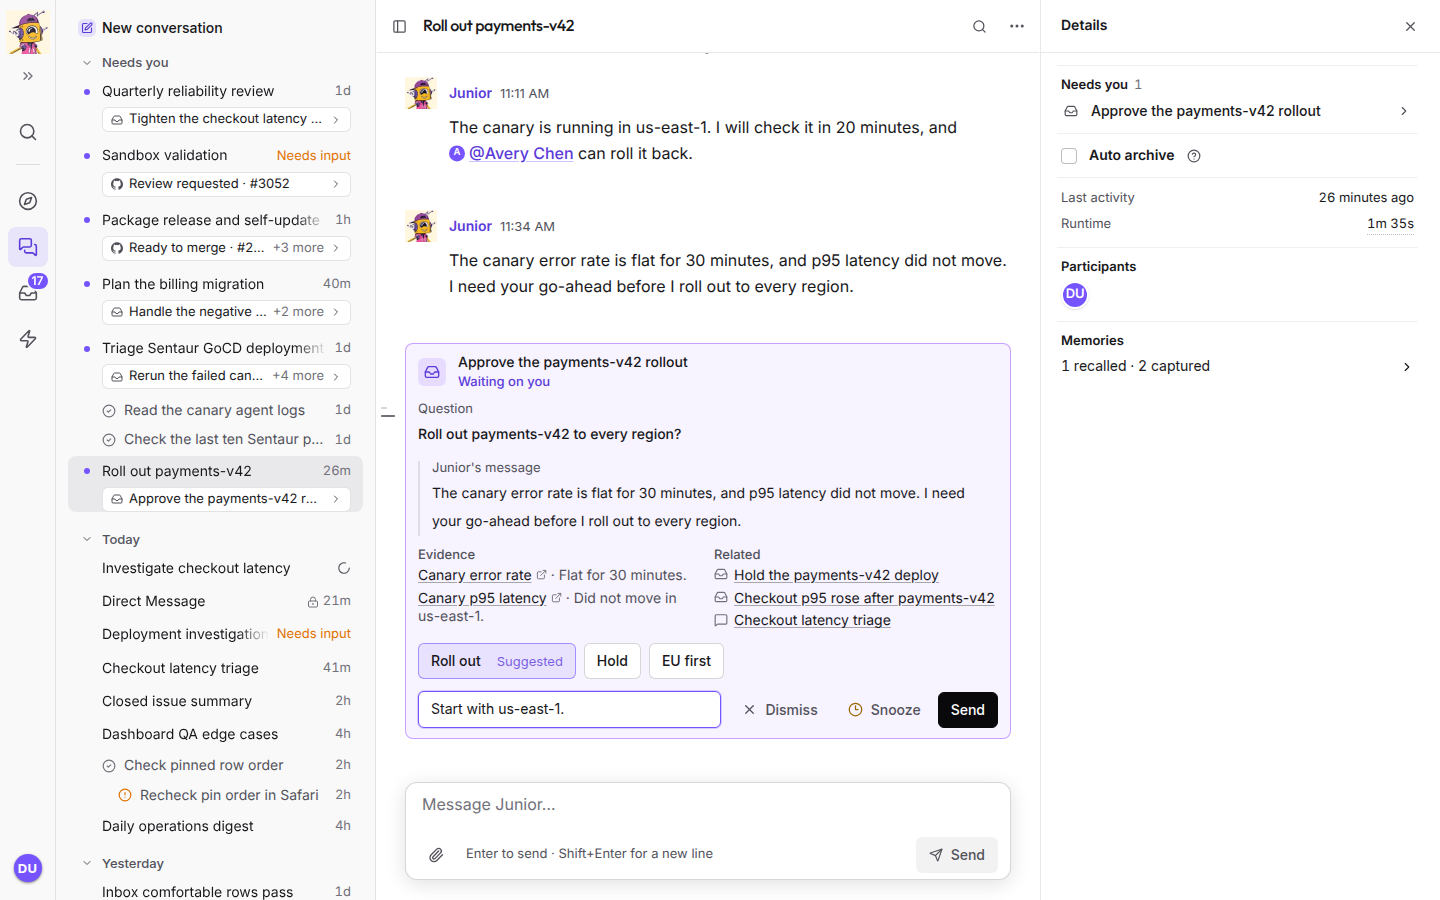 New conversation
Needs you
Quarterly reliability review 1d
Tighten the checkout latency ...
Sandbox validation Needs input
Review requested · #3052
Package release and self-update 1h
Ready to merge · #2... +3 more
Plan the billing migration 40m
Handle the negative ... +2 more
17
Triage Sentaur GoCD deployment 1d
Rerun the failed can... +4 more
Read the canary agent logs 1d
Check the last ten Sentaur p... 1d
Roll out payments-v42 26m
Approve the payments-v42 r...
Today
Investigate checkout latency
Direct Message 21m
Deployment investigation Needs input
Checkout latency triage 41m
Closed issue summary 2h
Dashboard QA edge cases 4h
Check pinned row order 2h
Recheck pin order in Safari 2h
Daily operations digest 4h
Yesterday
Inbox comfortable rows pass 1d
DU
Roll out payments-v42
Junior 11:11 AM
The canary is running in us-east-1. I will check it in 20 minutes, and
A @Avery Chen can roll it back.
Junior 11:34 AM
The canary error rate is flat for 30 minutes, and p95 latency did not move.
I need your go-ahead before I roll out to every region.
Approve the payments-v42 rollout
Waiting on you
Question
Roll out payments-v42 to every region?
Junior's message
The canary error rate is flat for 30 minutes, and p95 latency did not move. I need
your go-ahead before I roll out to every region.
Evidence
Canary error rate · Flat for 30 minutes.
Canary p95 latency · Did not move in
us-east-1.
Related
Hold the payments-v42 deploy
Checkout p95 rose after payments-v42
Checkout latency triage
Roll out Suggested Hold EU first
Start with us-east-1. Dismiss Snooze Send
Message Junior...
Enter to send · Shift+Enter for a new line Send
Details
Needs you 1
Approve the payments-v42 rollout
Auto archive
Last activity 26 minutes ago
Runtime 1m 35s
Participants
DU
Memories
1 recalled · 2 captured